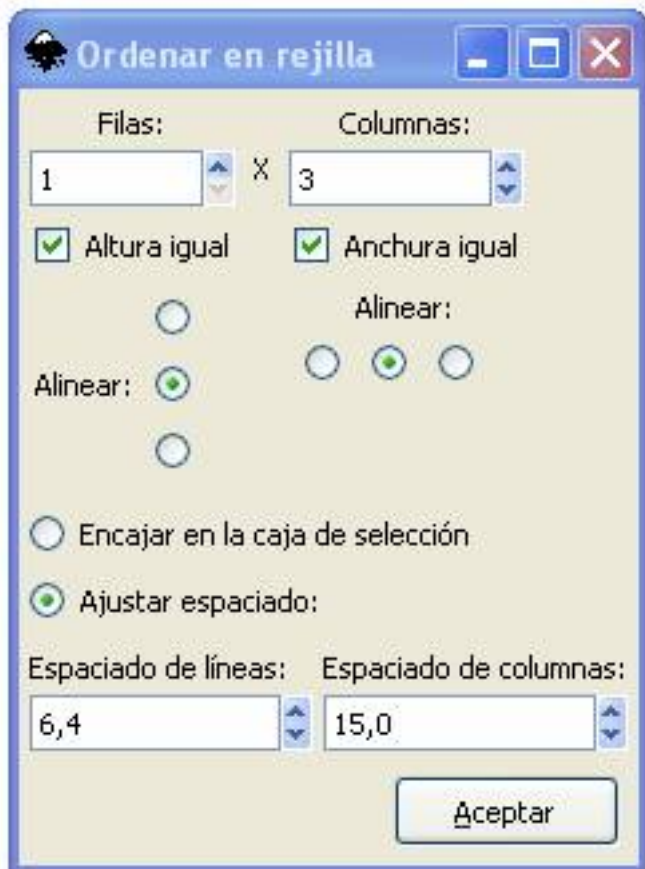 Ordenar en rejilla
Filas: Columnas:
1 X 3
Altura igual Anchura igual
Alinear:
Alinear:
Encajar en la caja de selección
Ajustar espaciado:
Espaciado de líneas: Espaciado de columnas:
6,4 15,0
Aceptar